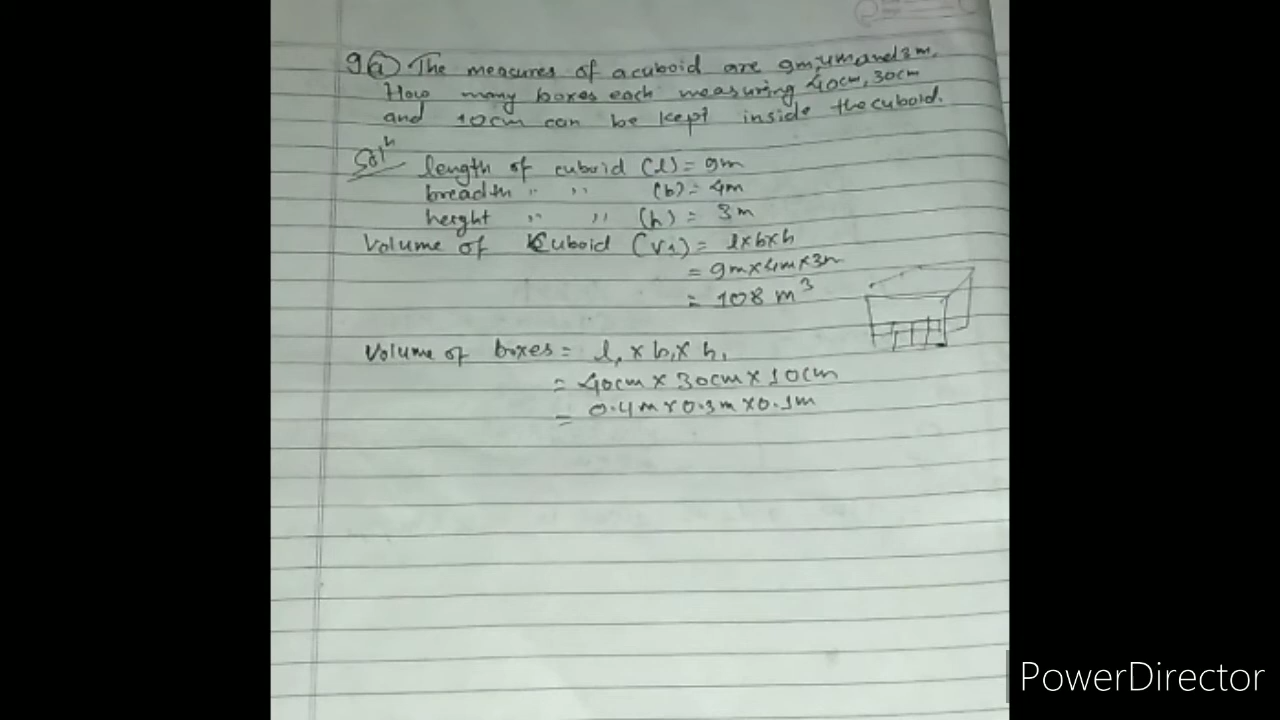 9(a) The measures of a cuboid are 9m, 4m and 3m.
How many boxes each measuring 40cm, 30cm
and 10cm can be kept inside the cuboid.
Solⁿ length of cuboid (l) = 9m
breadth " " (b) = 4m
height " " (h) = 3m
Volume of Cuboid (V1) = l×b×h
= 9m×4m×3m
= 108 m³
Volume of boxes = l₁ × b₁ × h₁
= 40cm × 30cm × 10cm
= 0.4m × 0.3m × 0.1m
PowerDirector